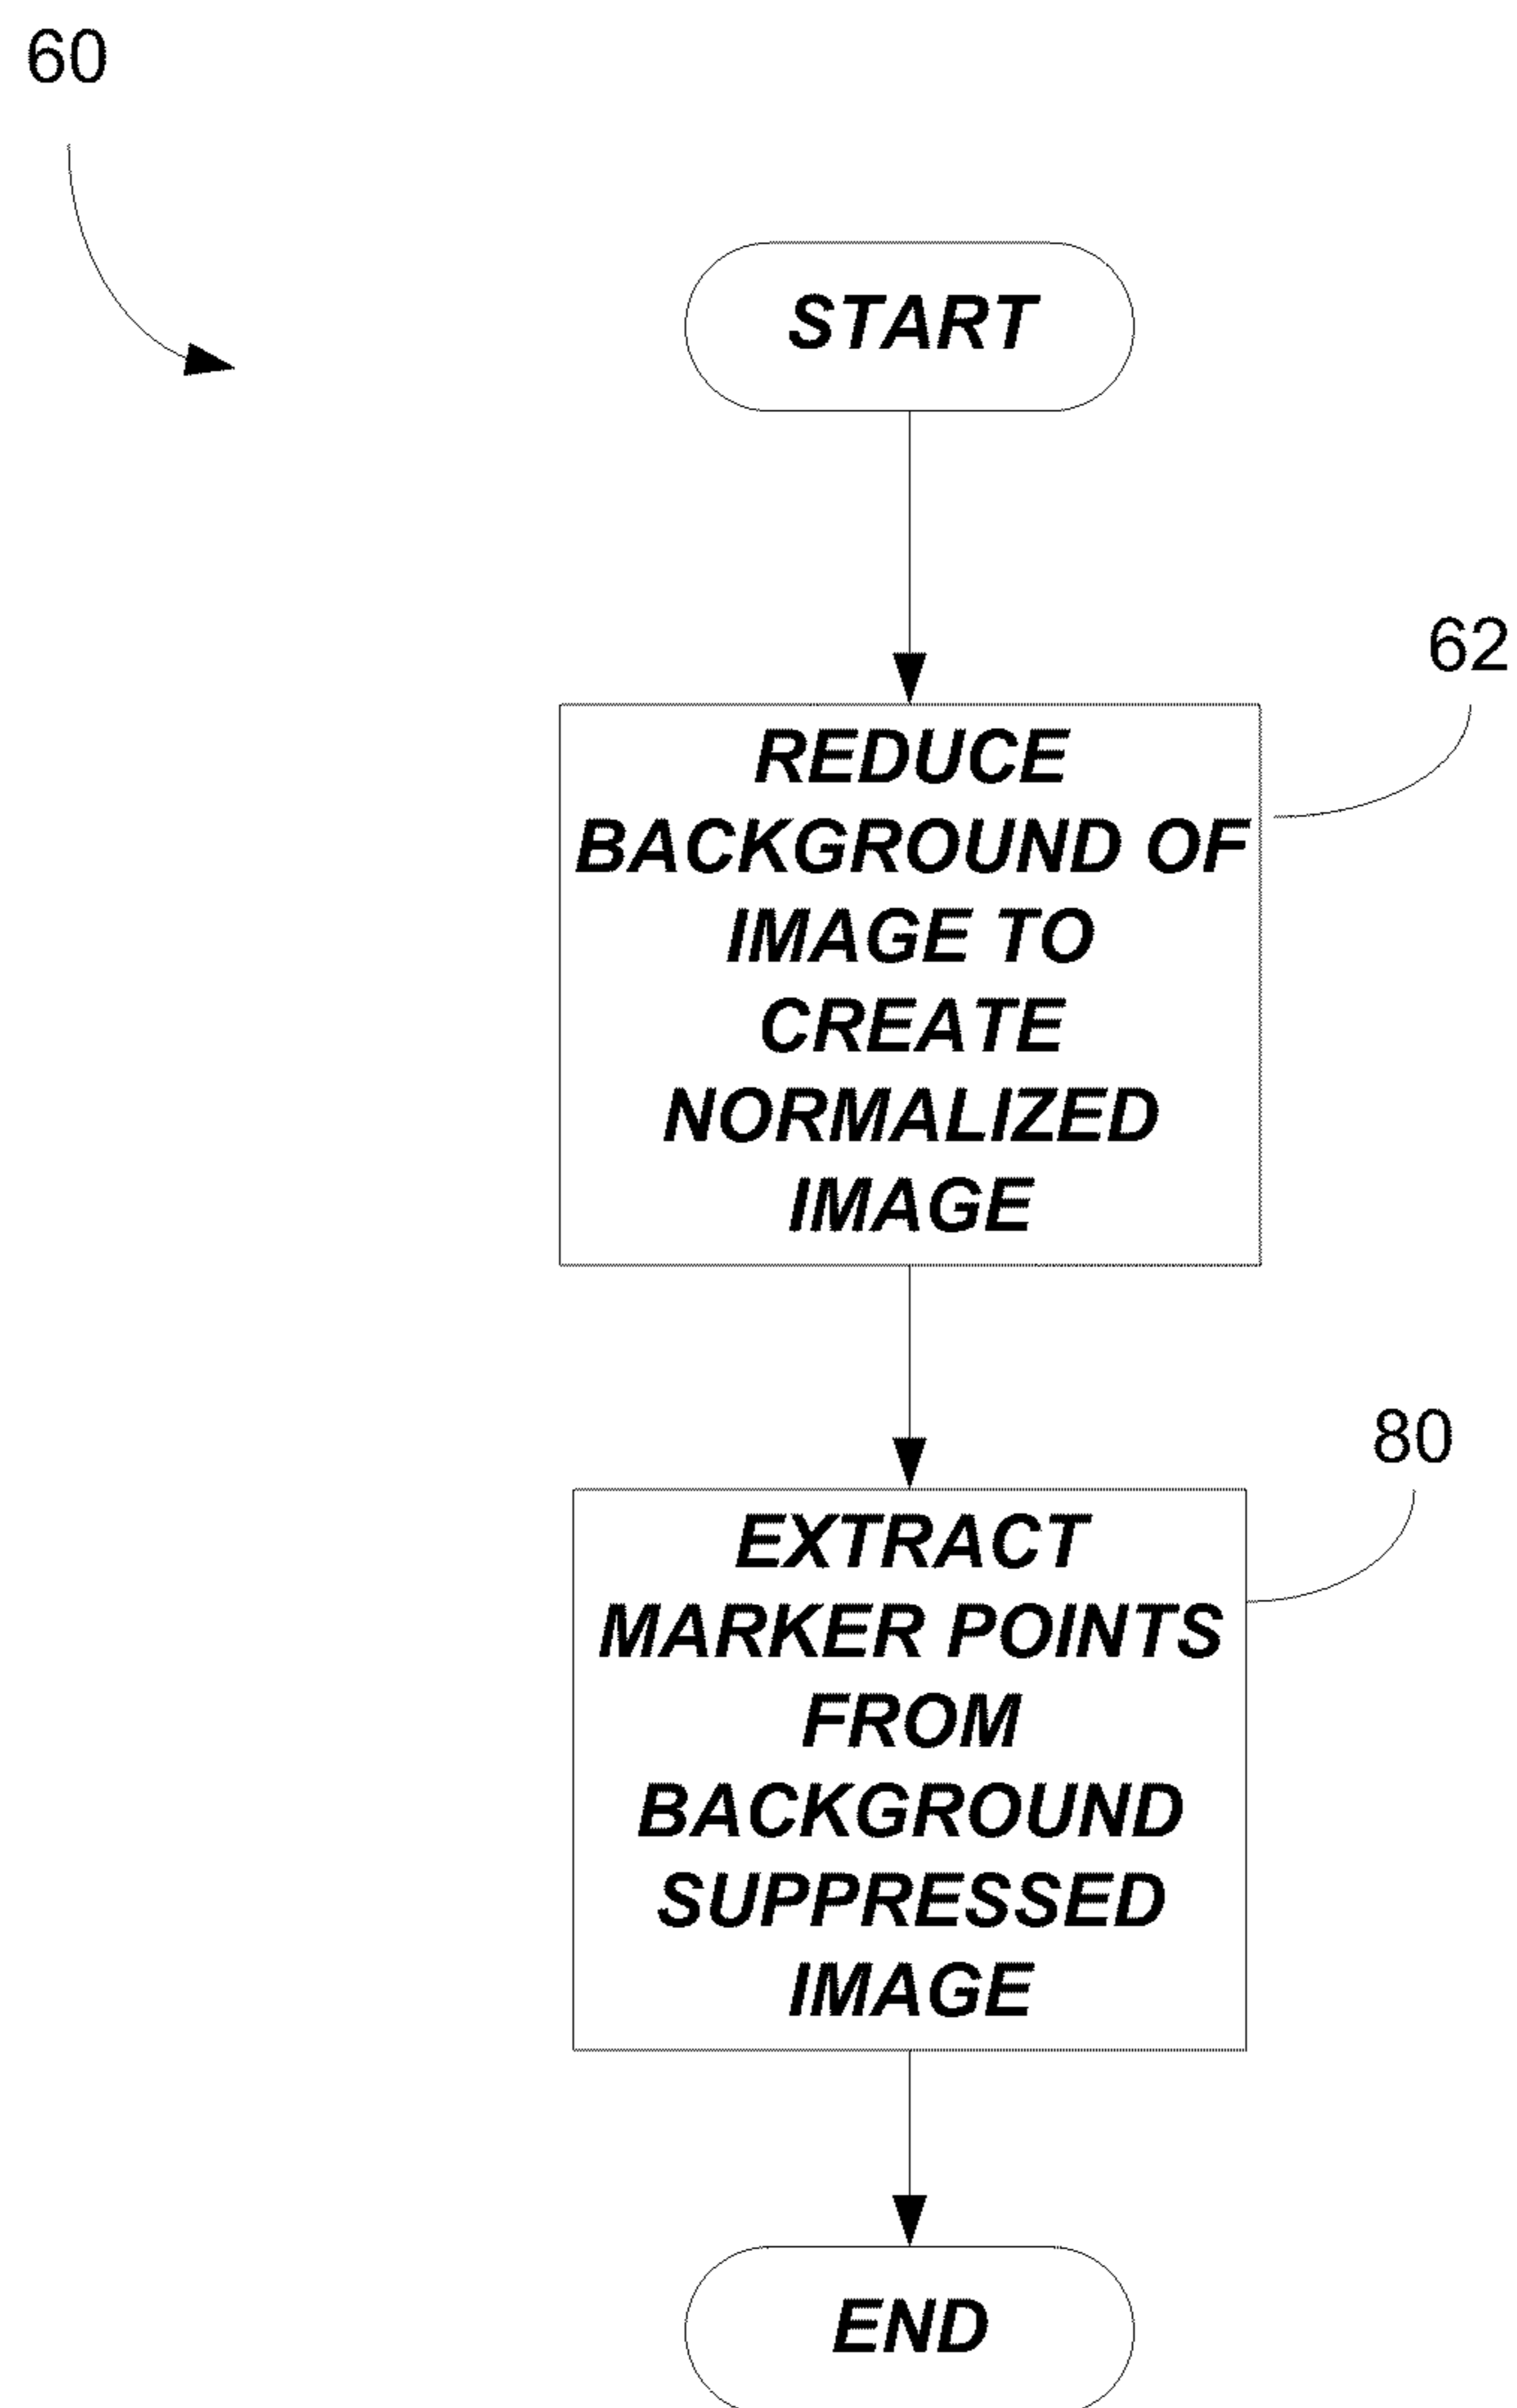 60
START
62
REDUCE
BACKGROUND OF
IMAGE TO
CREATE
NORMALIZED
IMAGE
80
EXTRACT
MARKER POINTS
FROM
BACKGROUND
SUPPRESSED
IMAGE
END